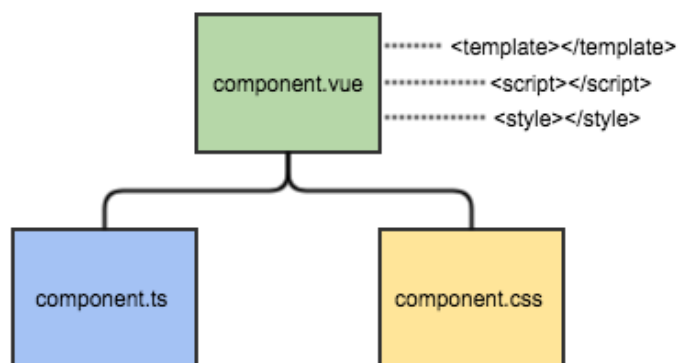 component.vue
<template></template>
<script></script>
<style></style>
component.ts
component.css